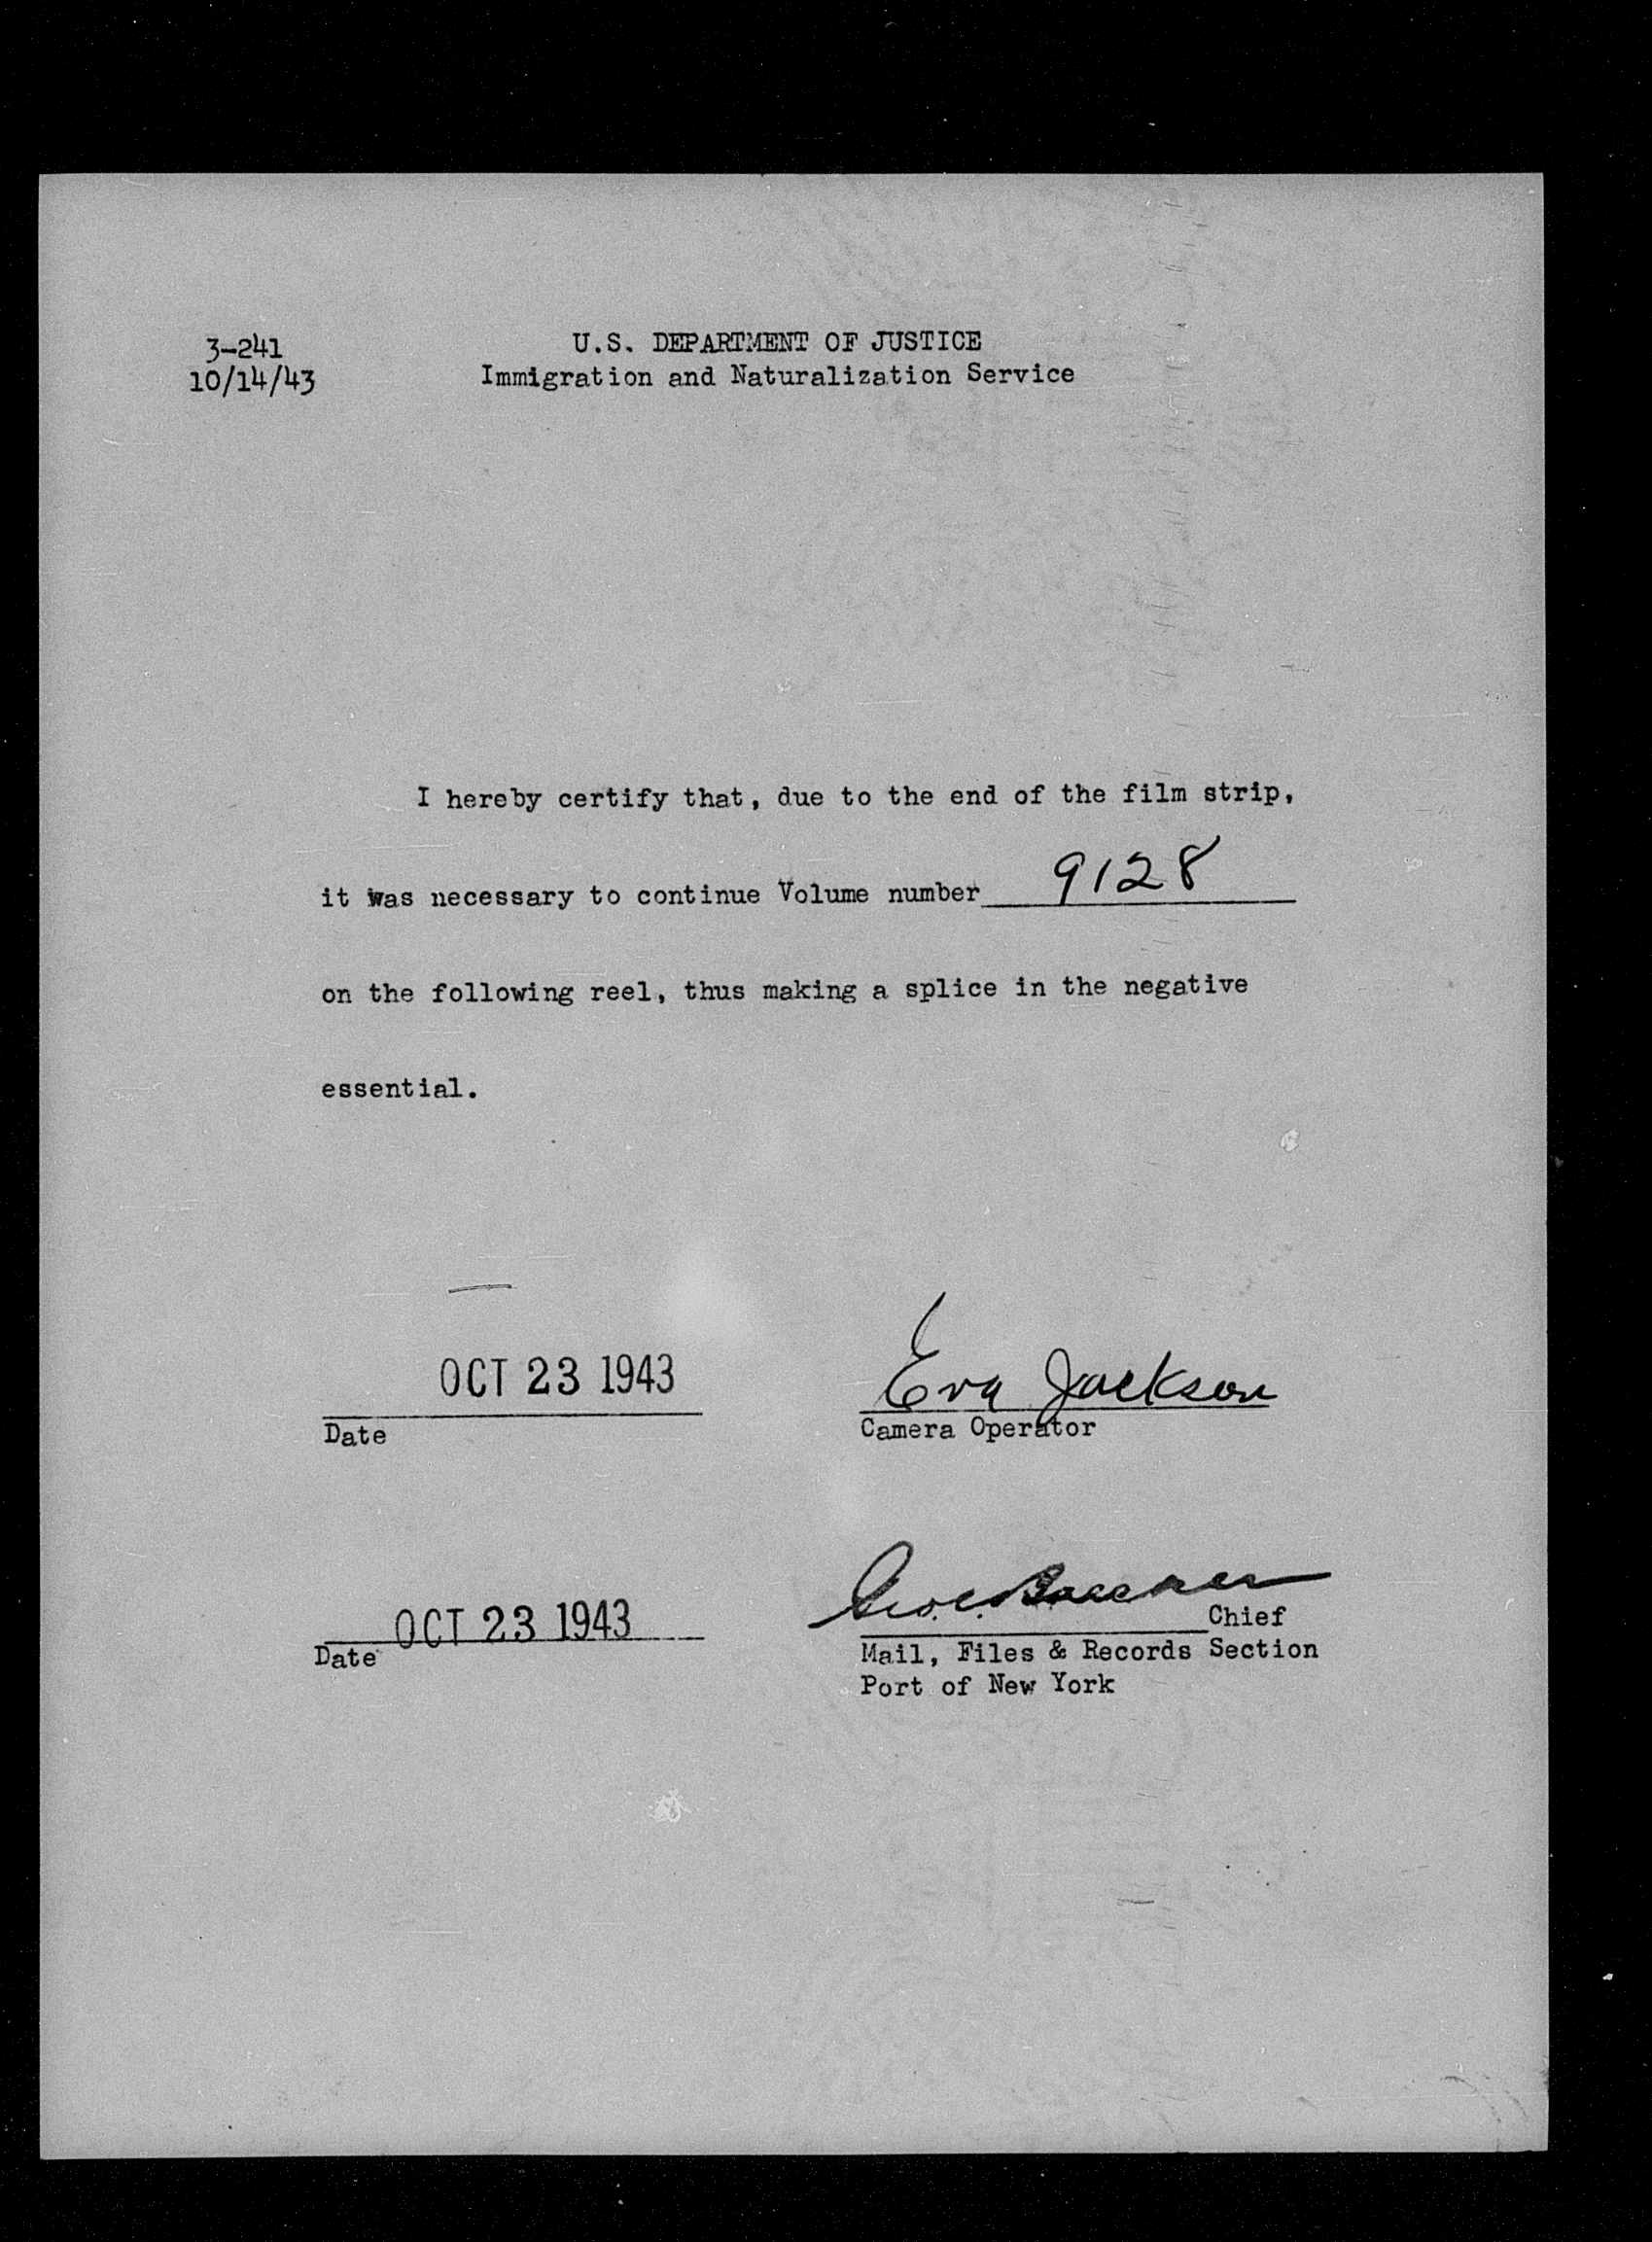 3-241
10/14/43
U.S. DEPARTMENT OF JUSTICE
Immigration and Naturalization Service
I hereby certify that, due to the end of the film strip,
it was necessary to continue Volume number 9128
on the following reel, thus making a splice in the negative
essential.
OCT 23 1943
Date
Eva Jackson
Camera Operator
OCT 23 1943
Date
Geo. C.
Chief
Mail, Files & Records Section
Port of New York